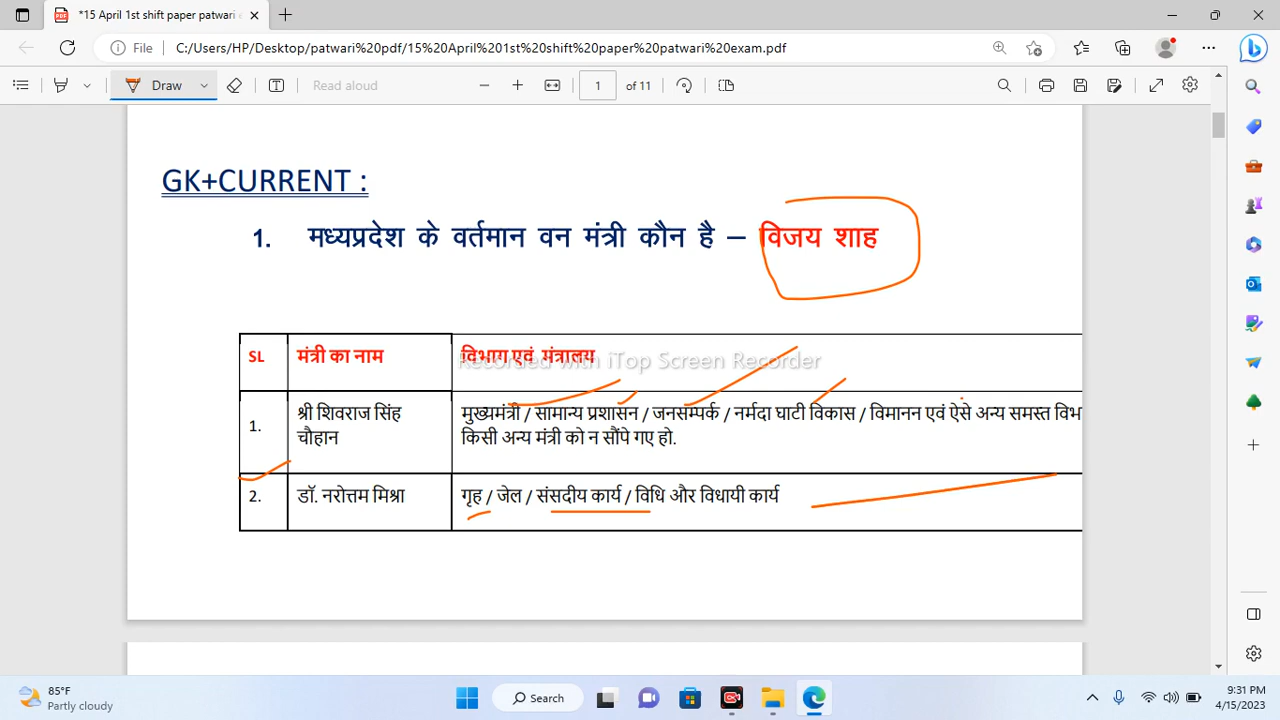 *15 April 1st shift paper patwari e
File
C:/Users/HP/Desktop/patwari%20pdf/15%20April%201st%20shift%20paper%20patwari%20exam.pdf
Draw
Read aloud
1
of 11
GK+CURRENT :
1. मध्यप्रदेश के वर्तमान वन मंत्री कौन है – विजय शाह
SL मंत्री का नाम विभाग एवं मंत्रालय
Recorded with iTop Screen Recorder
1. श्री शिवराज सिंह चौहान
मुख्यमंत्री / सामान्य प्रशासन / जनसम्पर्क / नर्मदा घाटी विकास / विमानन एवं ऐसे अन्य समस्त विभा
किसी अन्य मंत्री को न सौंपे गए हो.
2. डॉ. नरोत्तम मिश्रा गृह / जेल / संसदीय कार्य / विधि और विधायी कार्य
85°F
Partly cloudy
Search
9:31 PM
4/15/2023